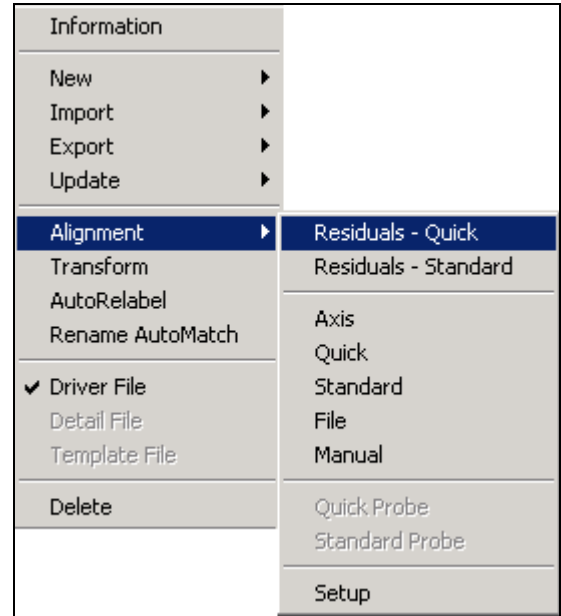 Information
New
Import
Export
Update
Alignment
Transform
AutoRelabel
Rename AutoMatch
Driver File
Detail File
Template File
Delete
Residuals - Quick
Residuals - Standard
Axis
Quick
Standard
File
Manual
Quick Probe
Standard Probe
Setup